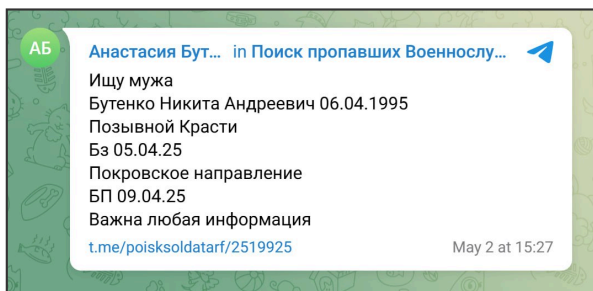 АБ
Анастасия Бут... in Поиск пропавших Военнослу...
Ищу мужа
Бутенко Никита Андреевич 06.04.1995
Позывной Красти
Бз 05.04.25
Покровское направление
БП 09.04.25
Важна любая информация
t.me/poisksoldatarf/2519925 May 2 at 15:27